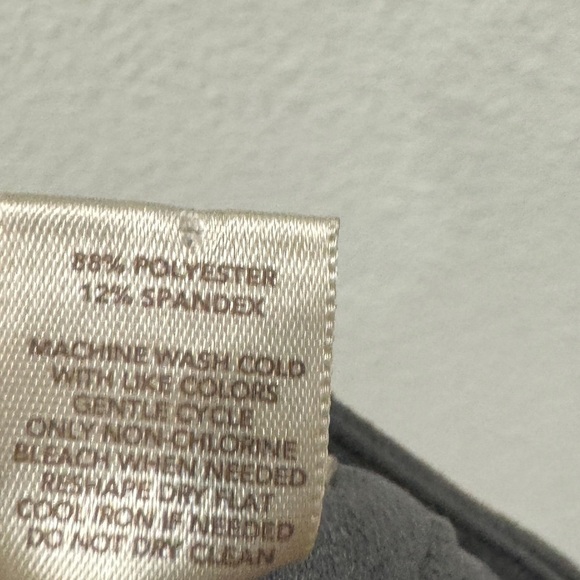 88% POLYESTER
12% SPANDEX
MACHINE WASH COLD
WITH LIKE COLORS
GENTLE CYCLE
ONLY NON-CHLORINE
BLEACH WHEN NEEDED
RESHAPE DRY FLAT
COOL IRON IF NEEDED
DO NOT DRY CLEAN